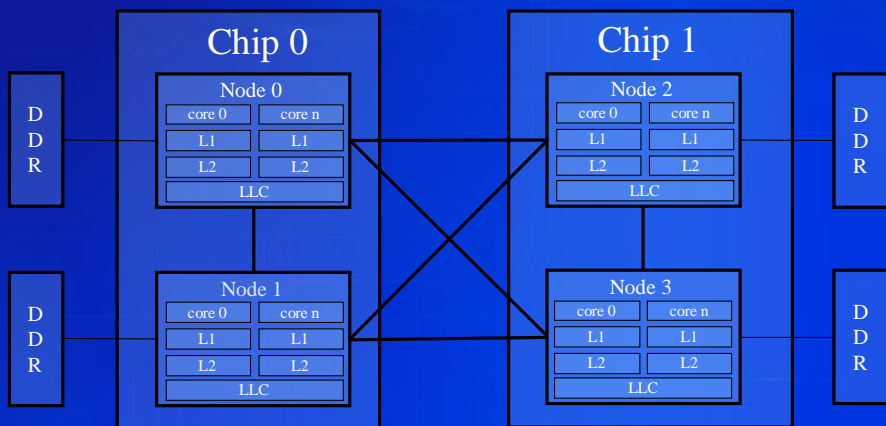 Chip 0
Chip 1
D
D
R
Node 0
core 0 core n
L1 L1
L2 L2
LLC
Node 2
core 0 core n
L1 L1
L2 L2
LLC
D
D
R
D
D
R
Node 1
core 0 core n
L1 L1
L2 L2
LLC
Node 3
core 0 core n
L1 L1
L2 L2
LLC
D
D
R